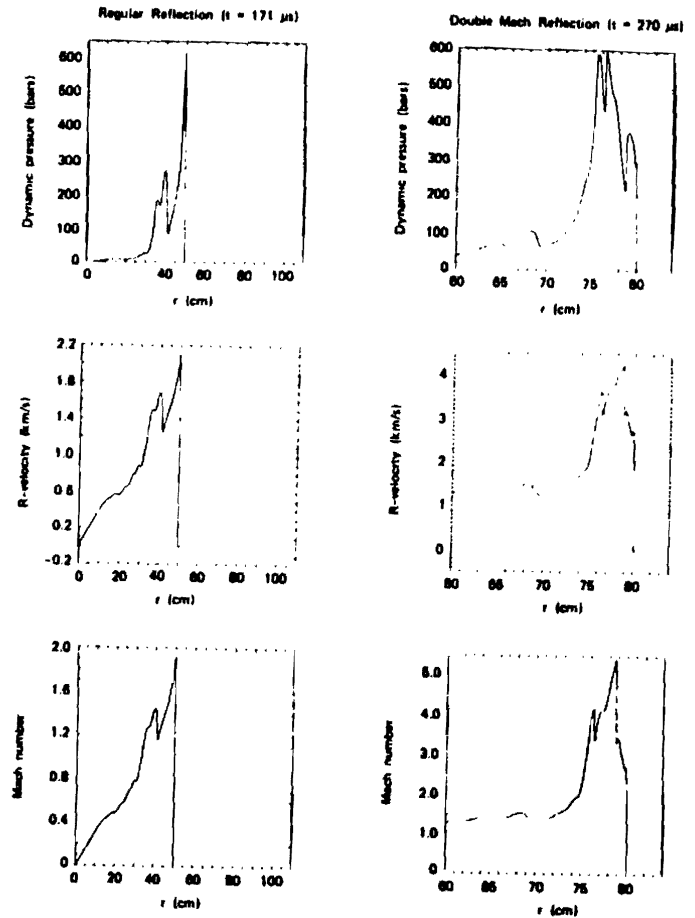 Regular Reflection (t = 171 μs)
Double Mach Reflection (t = 270 μs)
Dynamic pressure (bars)
600
500
400
300
200
100
0
0 20 40 60 80 100
r (cm)
Dynamic pressure (bars)
600
500
400
300
200
100
0
60 65 70 75 80
r (cm)
R-velocity (km/s)
2.2
1.8
1.4
1.0
0.6
0.2
-0.2
0 20 40 60 80 100
r (cm)
R-velocity (km/s)
4
3
2
1
0
60 65 70 75 80
r (cm)
Mach number
2.0
1.6
1.2
0.8
0.4
0
0 20 40 60 80 100
r (cm)
Mach number
5.0
4.0
3.0
2.0
1.0
0
60 65 70 75 80
r (cm)